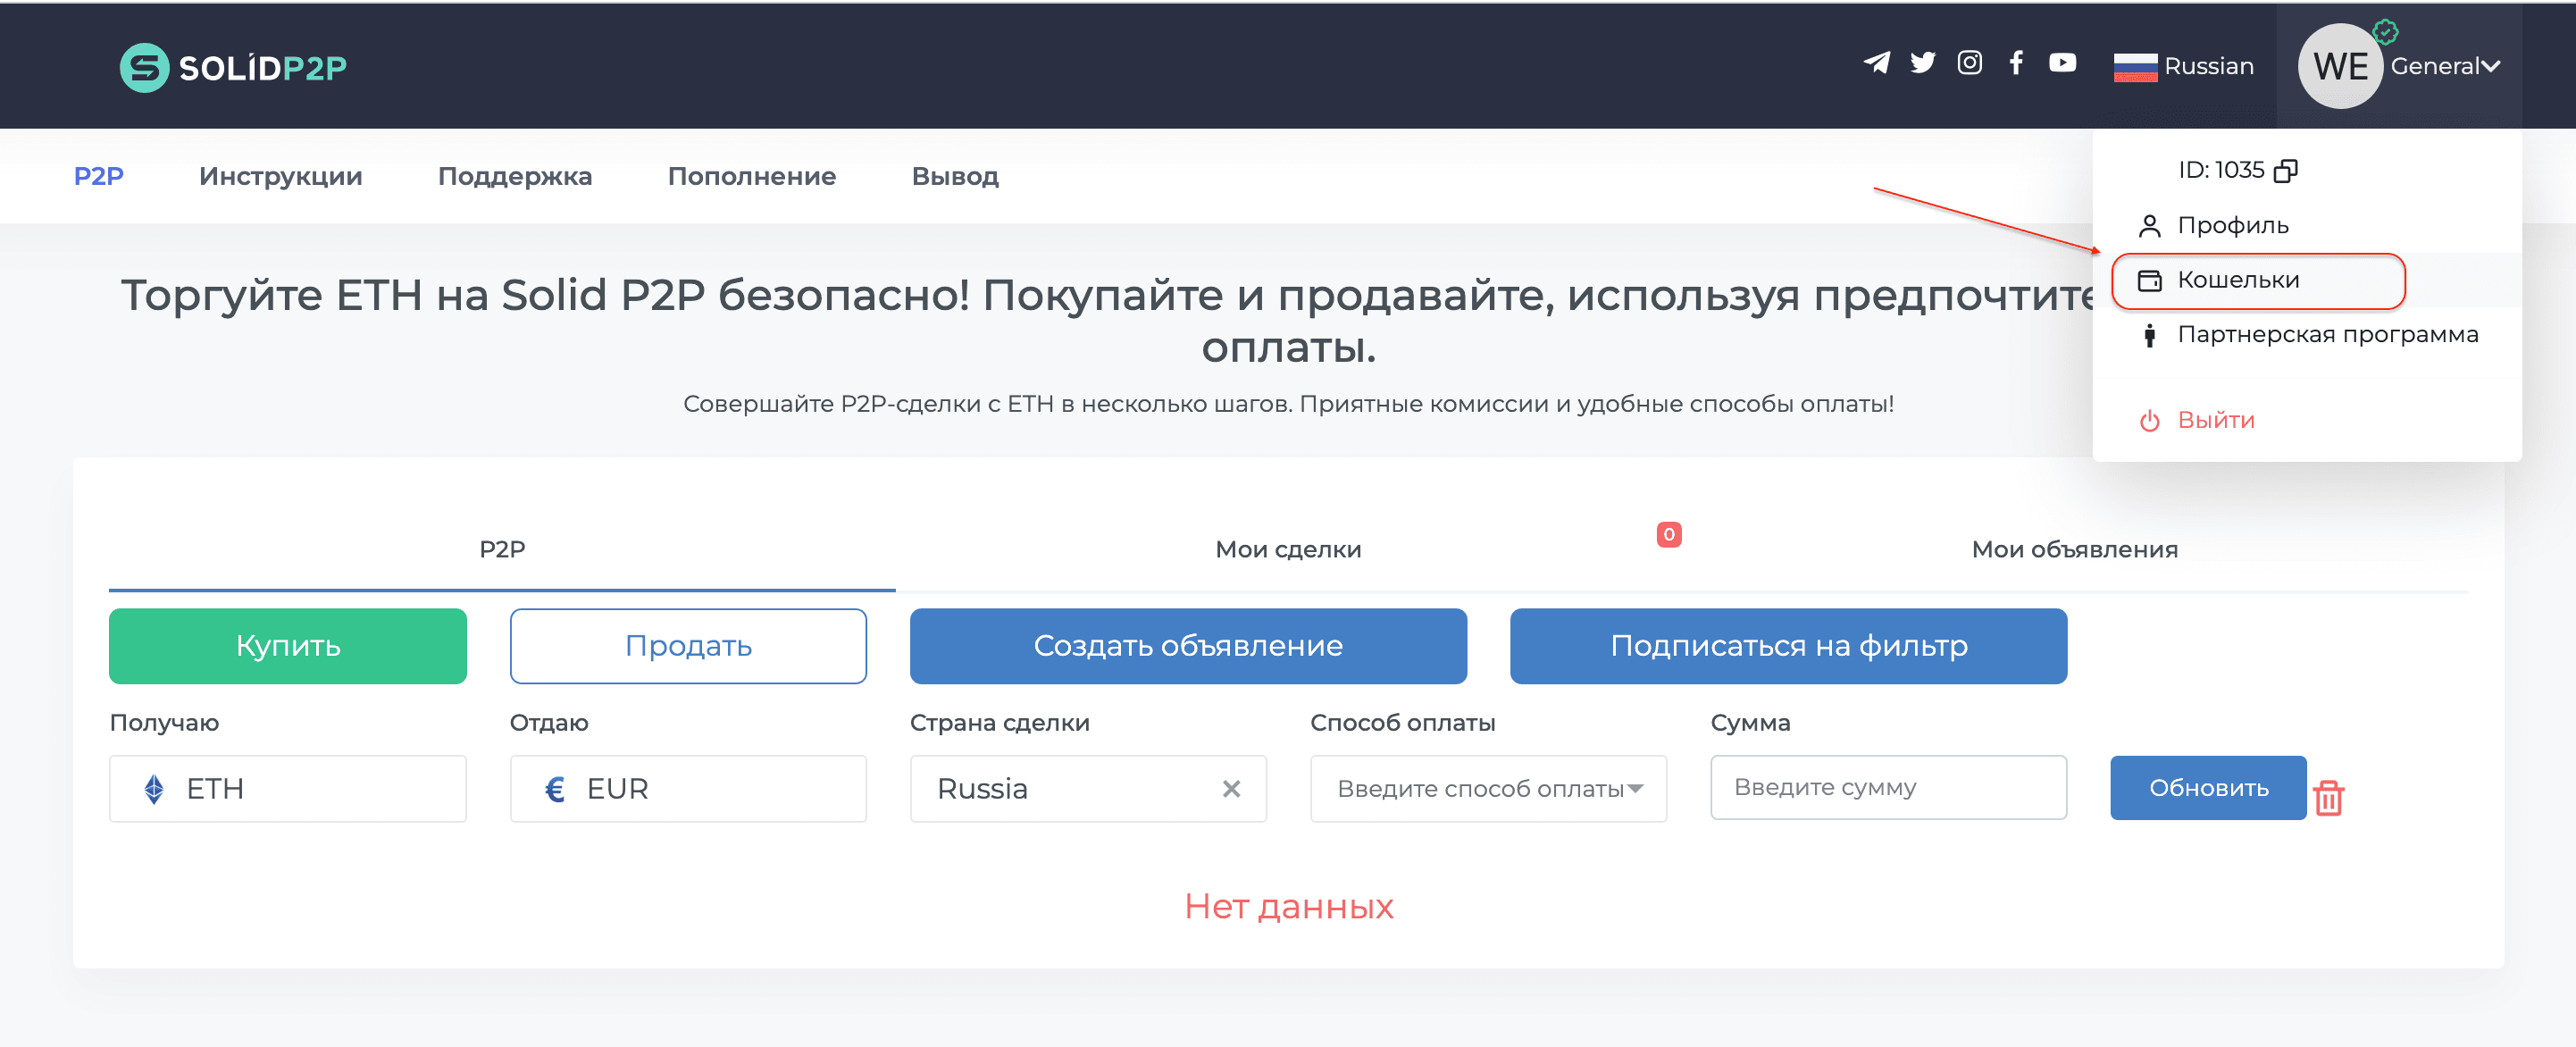 SOLIDP2P
Russian
WE
General
P2P
Инструкции
Поддержка
Пополнение
Вывод
ID: 1035
Профиль
Кошельки
Партнерская программа
Выйти
Торгуйте ETH на Solid P2P безопасно! Покупайте и продавайте, используя предпочтите
оплаты.
Совершайте P2P-сделки с ETH в несколько шагов. Приятные комиссии и удобные способы оплаты!
P2P
Мои сделки
0
Мои объявления
Купить
Продать
Создать объявление
Подписаться на фильтр
Получаю
Отдаю
Страна сделки
Способ оплаты
Сумма
ETH
€ EUR
Russia
Введите способ оплаты
Введите сумму
Обновить
Нет данных